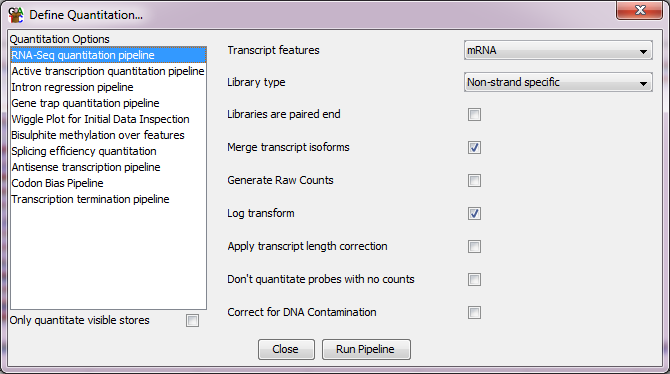 Define Quantitation...
Quantitation Options
RNA-Seq quantitation pipeline
Active transcription quantitation pipeline
Intron regression pipeline
Gene trap quantitation pipeline
Wiggle Plot for Initial Data Inspection
Bisulphite methylation over features
Splicing efficiency quantitation
Antisense transcription pipeline
Codon Bias Pipeline
Transcription termination pipeline
Only quantitate visible stores
Transcript features mRNA
Library type Non-strand specific
Libraries are paired end
Merge transcript isoforms
Generate Raw Counts
Log transform
Apply transcript length correction
Don't quantitate probes with no counts
Correct for DNA Contamination
Close Run Pipeline